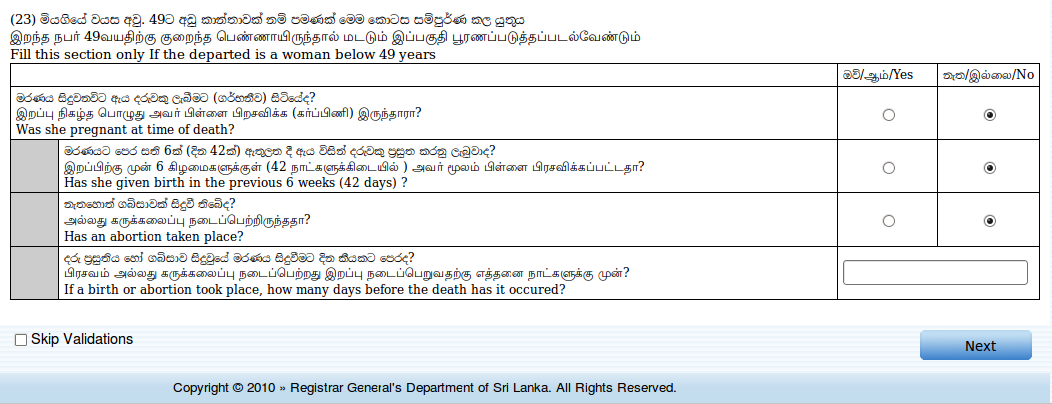 (23) මියගියේ වයස අවු. 49ට අඩු කාන්තාවක් නම් පමණක් මෙම කොටස සම්පුර්ණ කල යුතුය
இறந்த நபர் 49வயதிற்கு குறைந்த பெண்ணாயிருந்தால் மடடும் இப்பகுதி பூரணப்படுத்தப்படல்வேண்டும்
Fill this section only If the departed is a woman below 49 years
ඔව්/ஆம்/Yes
නැත/இல்லை/No
මරණය සිදුවනවිට ඇය දරුවකු ලැබීමට (ගර්භනීව) සිටියේද?
இறப்பு நிகழ்த பொழுது அவர் பிள்ளை பிறசவிக்க (கர்ப்பிணி) இருந்தாரா?
Was she pregnant at time of death?
මරණයට පෙර සති 6ක් (දින 42ක්) ඇතුලත දී ඇය විසින් දරුවකු ප්‍රසුත කරනු ලැබුවාද?
இறப்பிற்கு முன் 6 கிழமைகளுக்குள் (42 நாட்களுக்கிடையில் ) அவர் மூலம் பிள்ளை பிரசவிக்கப்பட்டதா?
Has she given birth in the previous 6 weeks (42 days) ?
නැතහොත් ගබ්සාවක් සිදුවී තිබේද?
அல்லது கருக்கலைப்பு நடைப்பெற்றிருந்ததா?
Has an abortion taken place?
දරු ප්‍රසුතිය හෝ ගබ්සාව සිදුවුයේ මරණය සිදුවීමට දින කීයකට පෙරද?
பிரசவம் அல்லது கருக்கலைப்பு நடைப்பெற்றது இறப்பு நடைப்பெறுவதற்கு எத்தனை நாட்களுக்கு முன்?
If a birth or abortion took place, how many days before the death has it occured?
Skip Validations
Next
Copyright © 2010 » Registrar General's Department of Sri Lanka. All Rights Reserved.